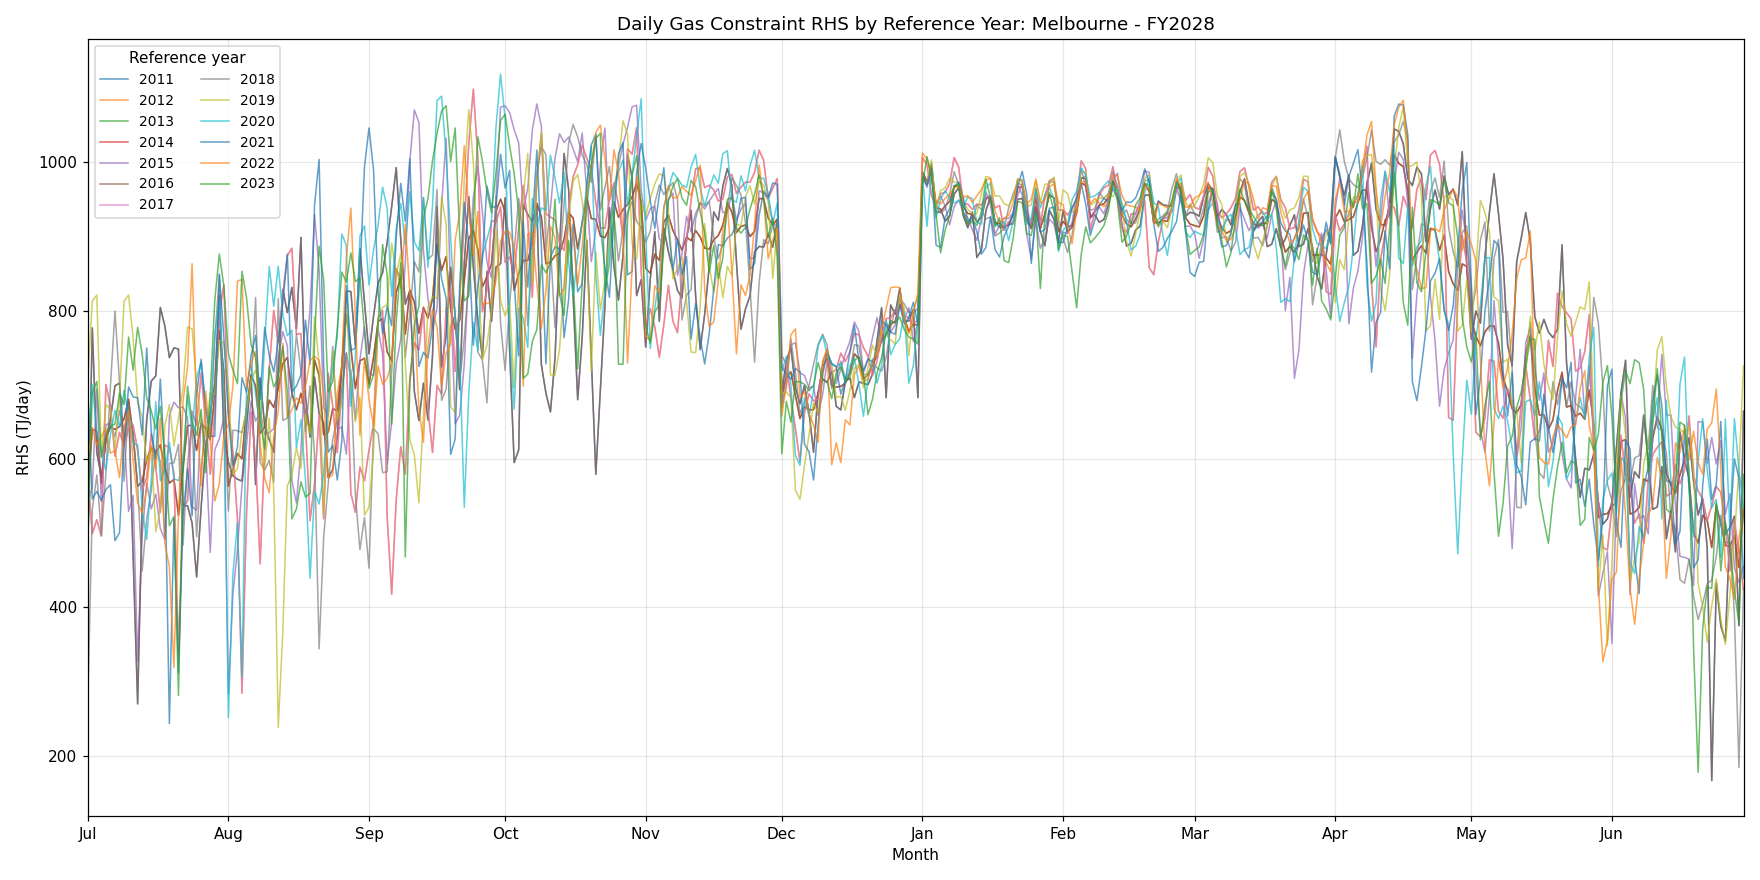 Daily Gas Constraint RHS by Reference Year: Melbourne - FY2028
Reference year
2011 2018
2012 2019
2013 2020
2014 2021
2015 2022
2016 2023
2017
1000
800
600
400
200
RHS (TJ/day)
Jul Aug Sep Oct Nov Dec Jan Feb Mar Apr May Jun
Month